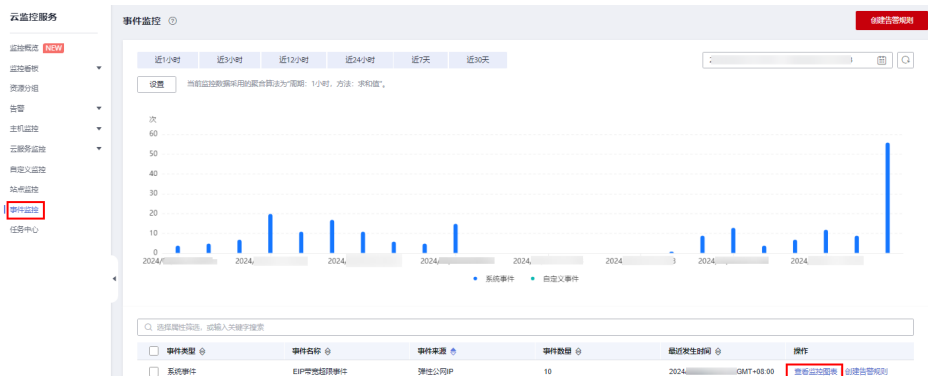 云监控服务
监控概览 NEW
监控看板
资源分组
告警
主机监控
云服务监控
自定义监控
站点监控
事件监控
任务中心
事件监控
创建告警规则
近1小时 近3小时 近12小时 近24小时 近7天 近30天
设置 当前监控数据采用的聚合算法为“周期：1小时，方法：求和值”。
次
60
50
40
30
20
10
0
2024/ 2024/ 2024/ 2024/ 2024/ 2024 2024/ 2024/
系统事件 自定义事件
选择属性筛选，或输入关键字搜索
事件类型 事件名称 事件来源 事件数量 最近发生时间 操作
系统事件 EIP带宽超限事件 弹性公网IP 10 2024/ GMT+08:00 查看监控图表 创建告警规则